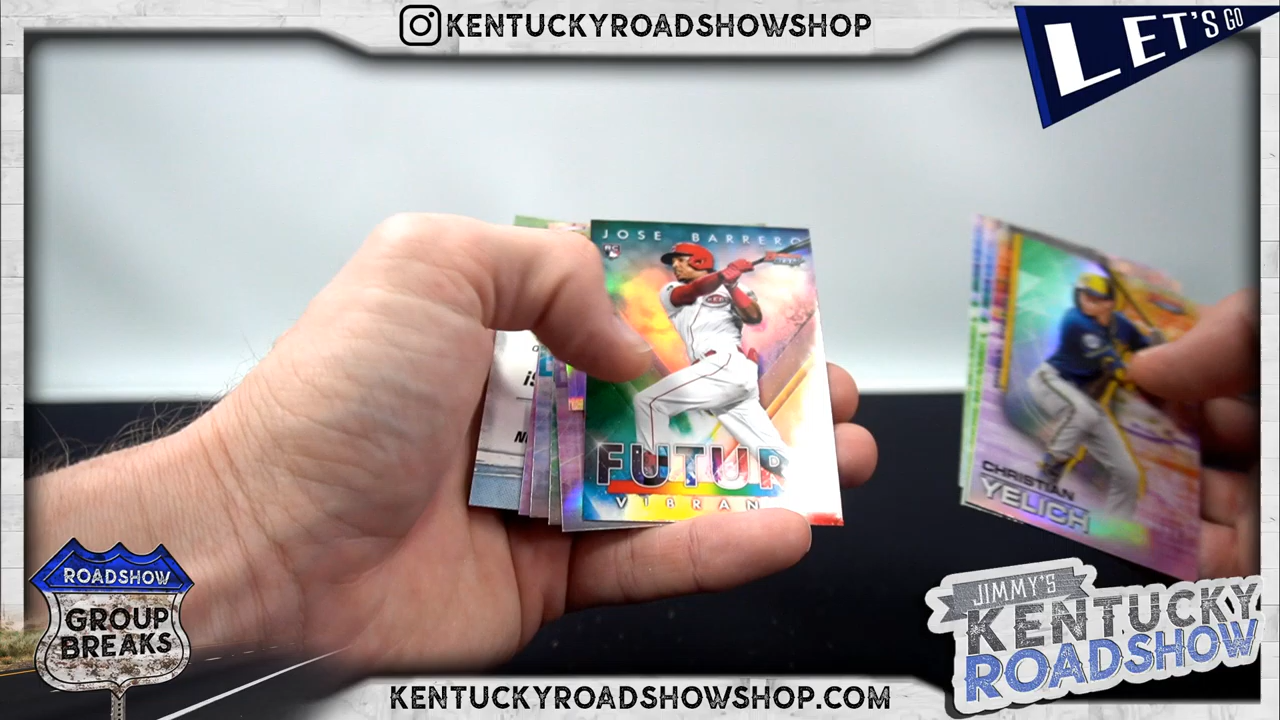 KENTUCKYROADSHOWSHOP
LET'S GO
JOSE BARRERO
RC
FUTUR
VIBRAN
CHRISTIAN
YELICH
ROADSHOW
GROUP
BREAKS
JIMMY'S
KENTUCKY
ROADSHOW
KENTUCKYROADSHOWSHOP.COM